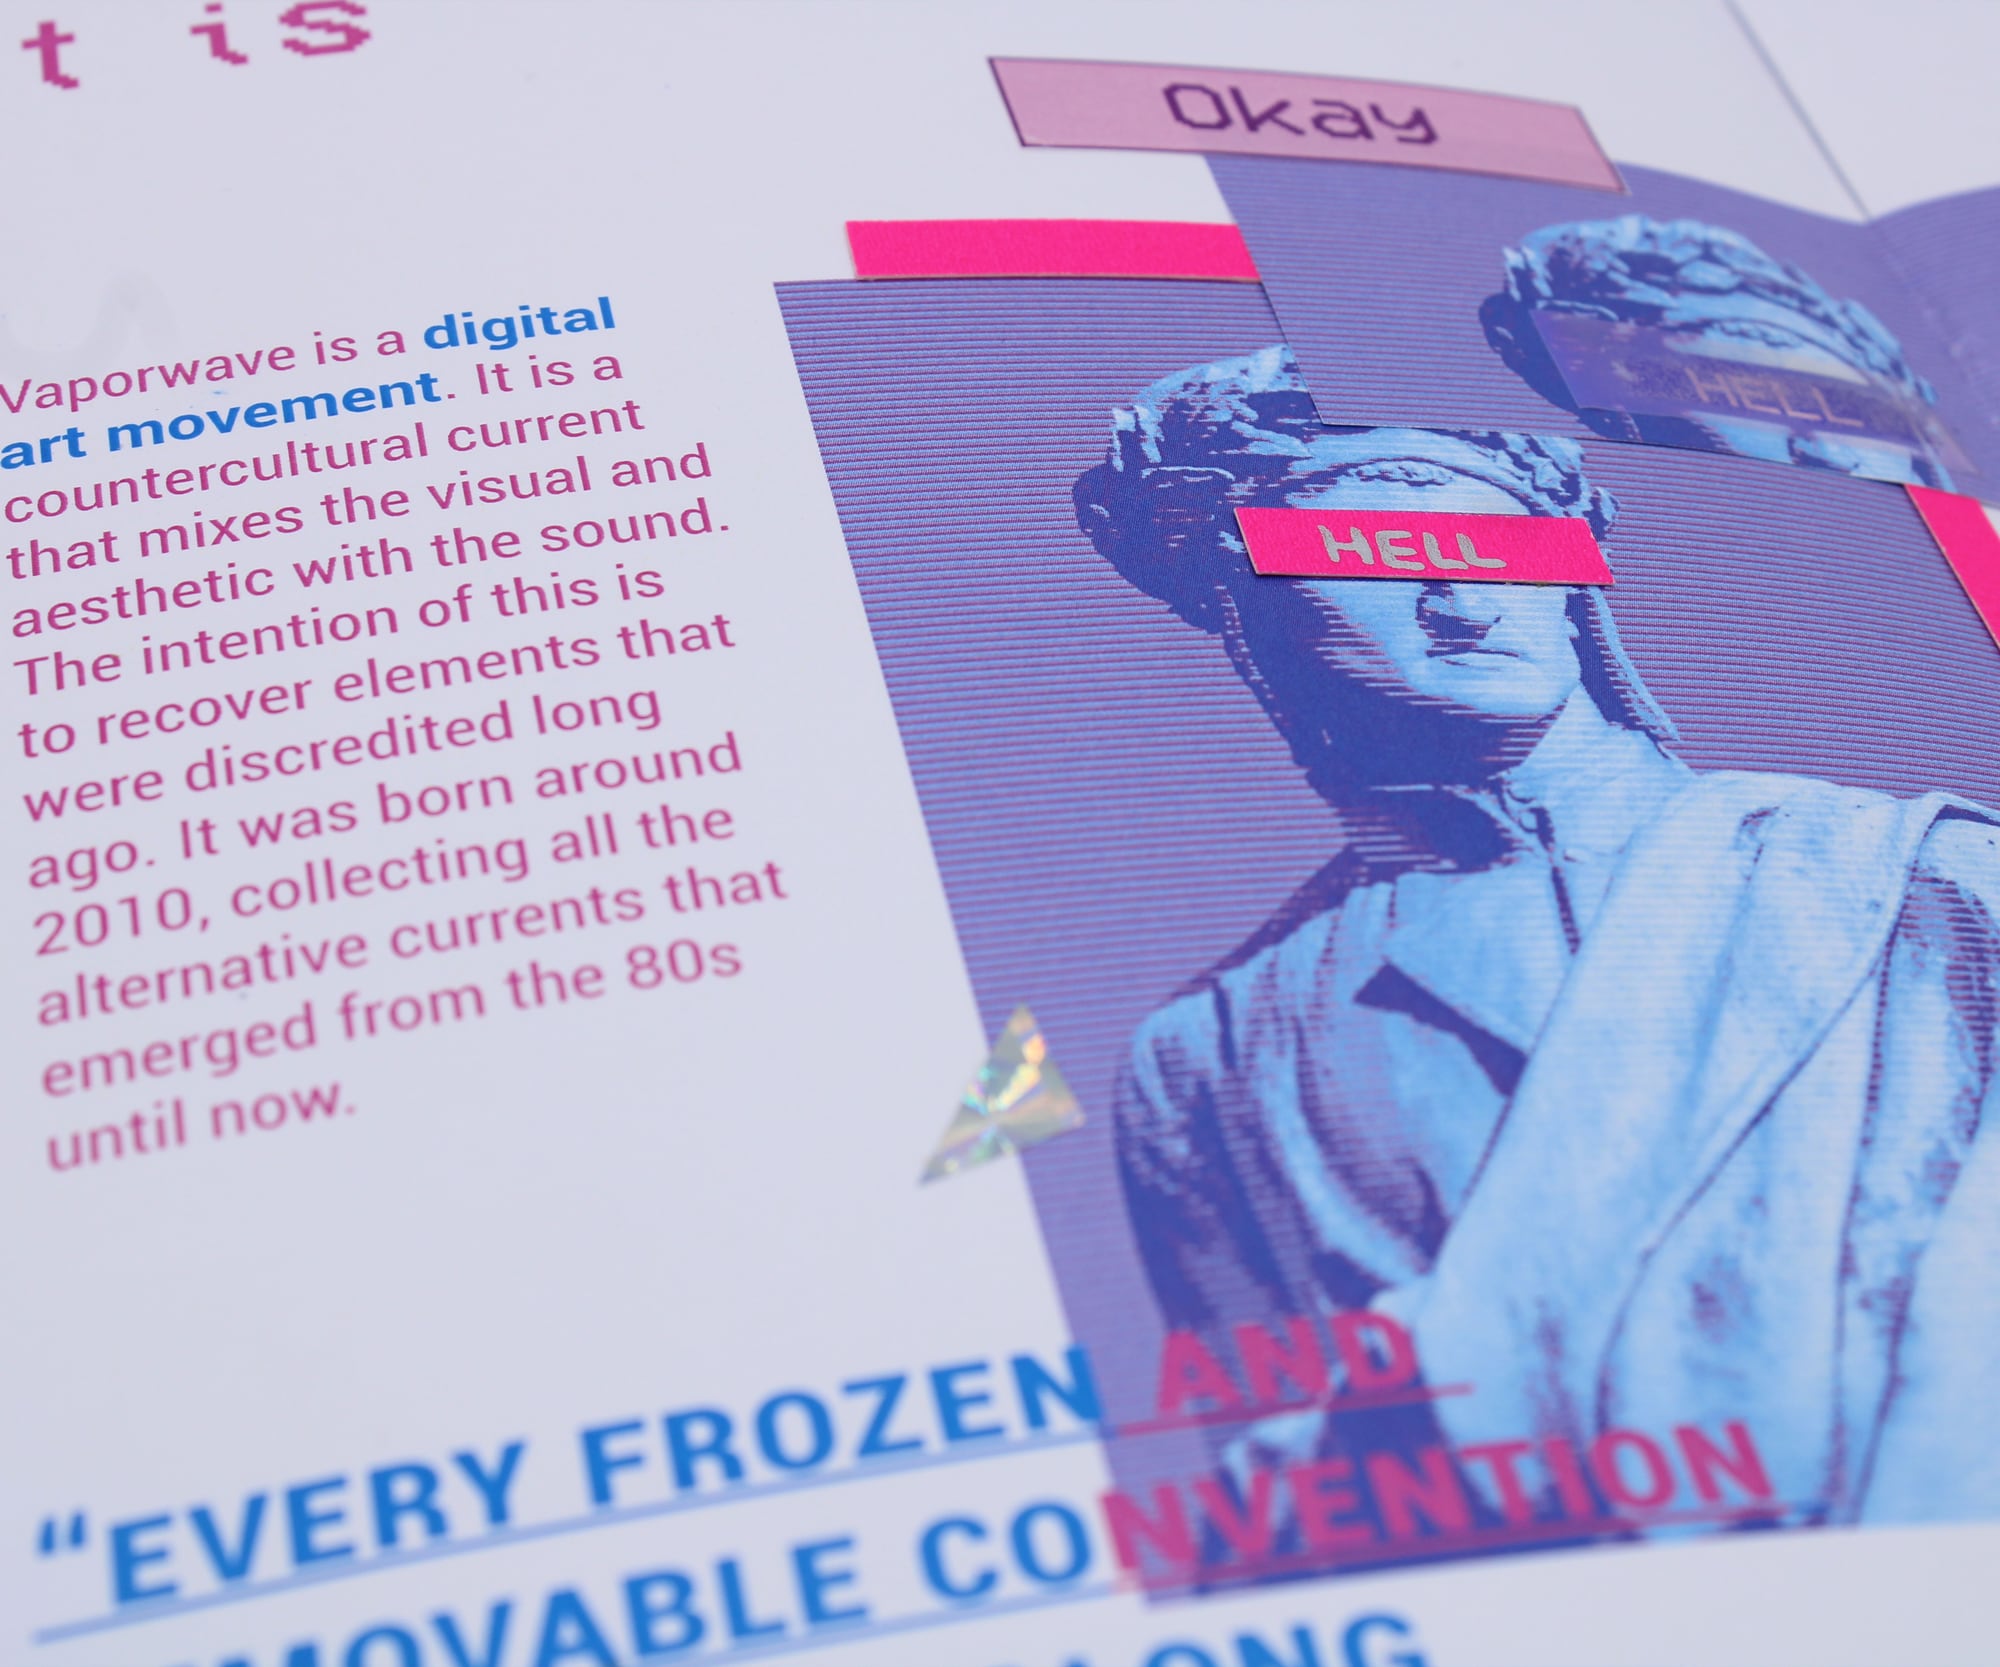 t is
Okay
HELL
HELL
Vaporwave is a digital
art movement. It is a
countercultural current
that mixes the visual and
aesthetic with the sound.
The intention of this is
to recover elements that
were discredited long
ago. It was born around
2010, collecting all the
alternative currents that
emerged from the 80s
until now.
“EVERY FROZEN AND
MOVABLE CONVENTION
LONG